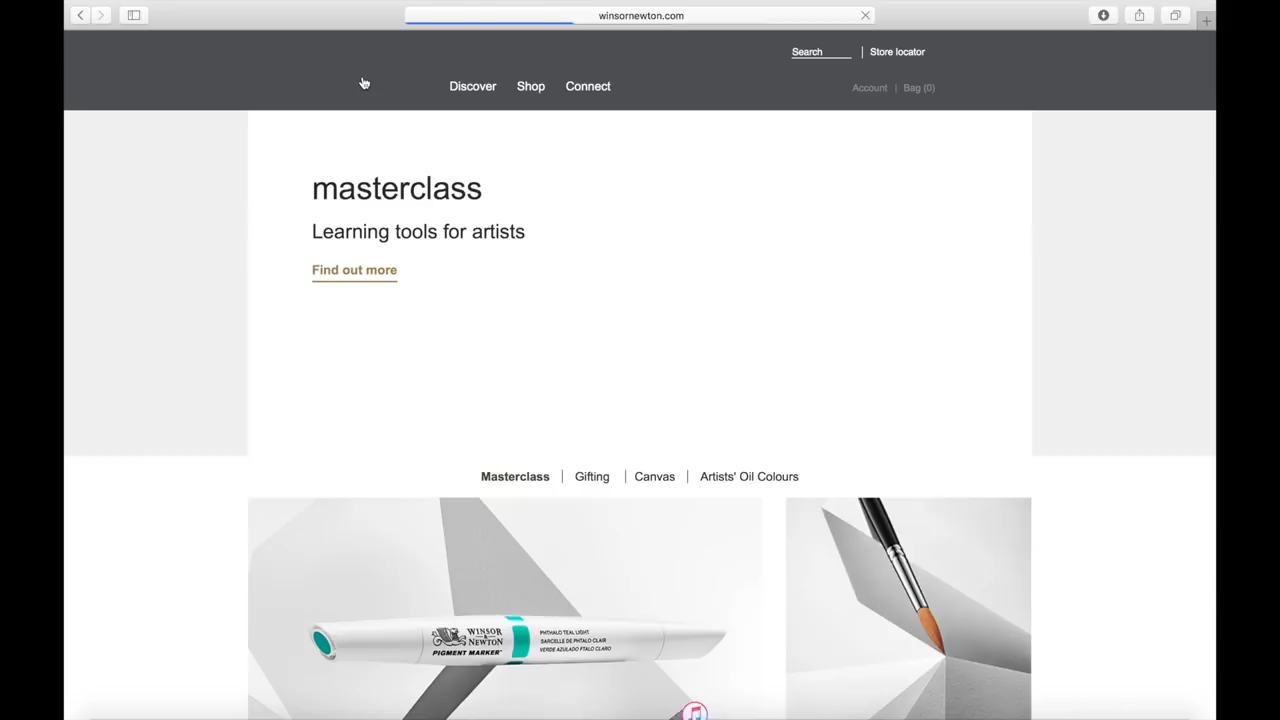 winsornewton.com
Search | Store locator
Discover Shop Connect
Account | Bag (0)
masterclass
Learning tools for artists
Find out more
Masterclass | Gifting | Canvas | Artists' Oil Colours
WINSOR
& NEWTON
PIGMENT MARKER™
PHTHALO TEAL LIGHT
SARCELLE DE PHTALO CLAIR
VERDE AZULADO FTALO CLARO